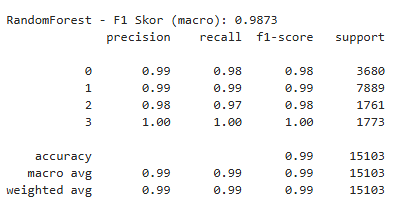 RandomForest - F1 Skor (macro): 0.9873
precision recall f1-score support
0 0.99 0.98 0.98 3680
1 0.99 0.99 0.99 7889
2 0.98 0.97 0.98 1761
3 1.00 1.00 1.00 1773
accuracy 0.99 15103
macro avg 0.99 0.99 0.99 15103
weighted avg 0.99 0.99 0.99 15103